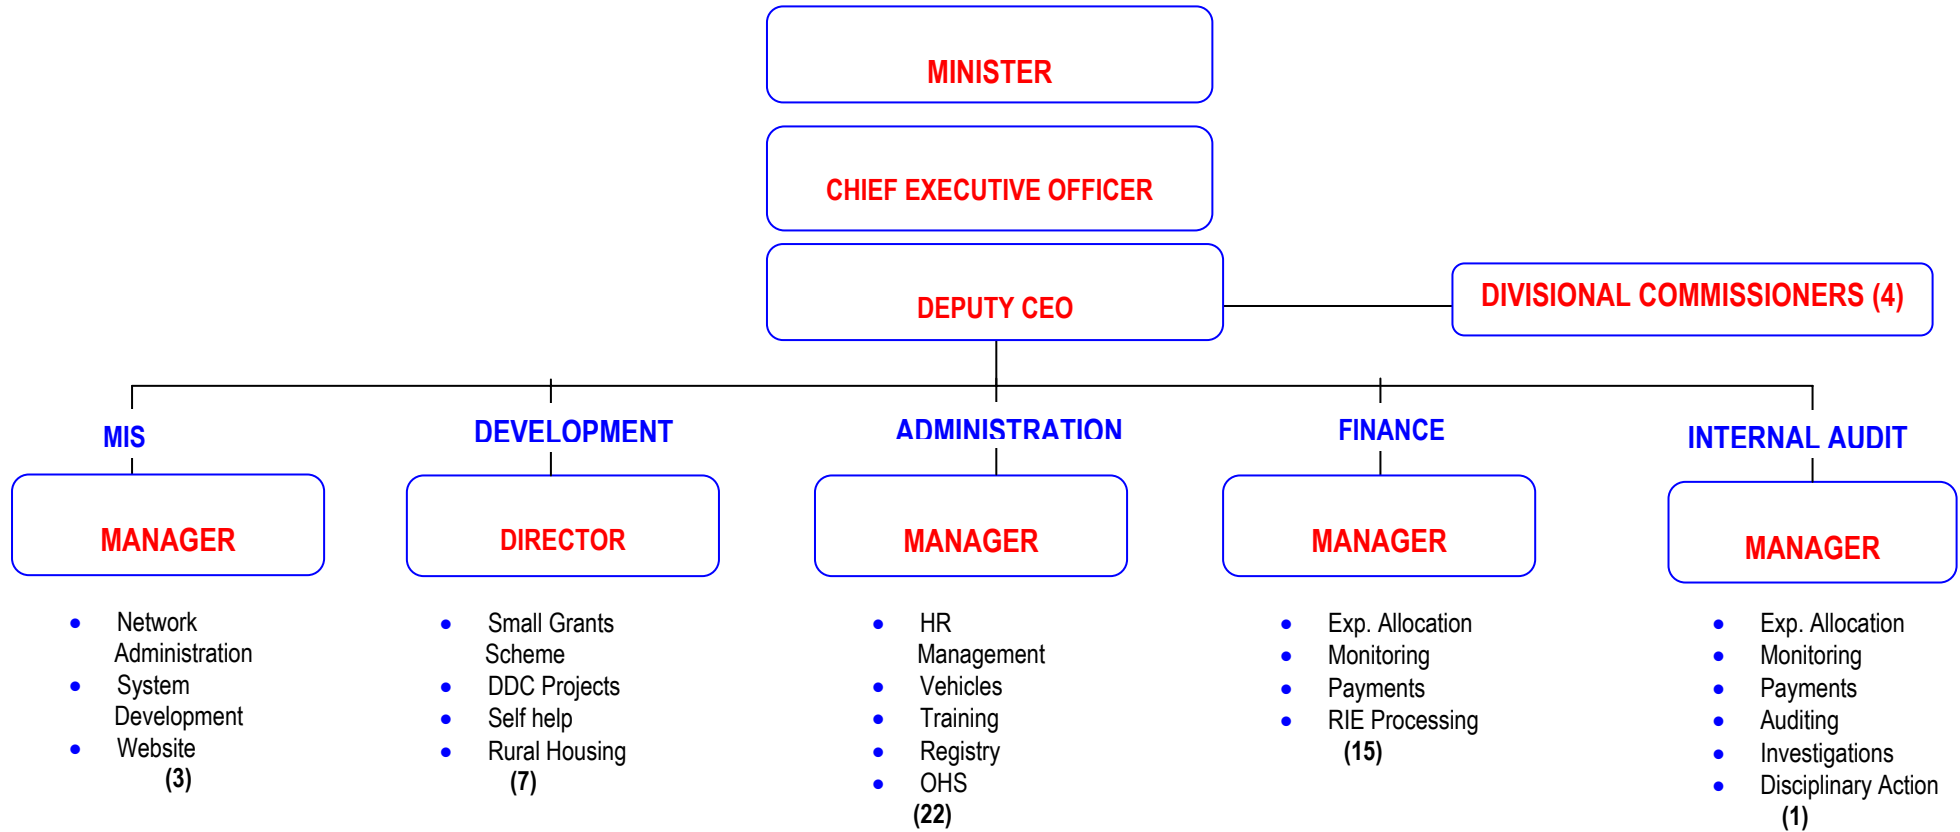 MINISTER
CHIEF EXECUTIVE OFFICER
DEPUTY CEO
DIVISIONAL COMMISSIONERS (4)
MIS
MANAGER
• Network
Administration
• System
Development
• Website
(3)
DEVELOPMENT
DIRECTOR
• Small Grants
Scheme
• DDC Projects
• Self help
• Rural Housing
(7)
ADMINISTRATION
MANAGER
• HR
Management
• Vehicles
• Training
• Registry
• OHS
(22)
FINANCE
MANAGER
• Exp. Allocation
• Monitoring
• Payments
• RIE Processing
(15)
INTERNAL AUDIT
MANAGER
• Exp. Allocation
• Monitoring
• Payments
• Auditing
• Investigations
• Disciplinary Action
(1)